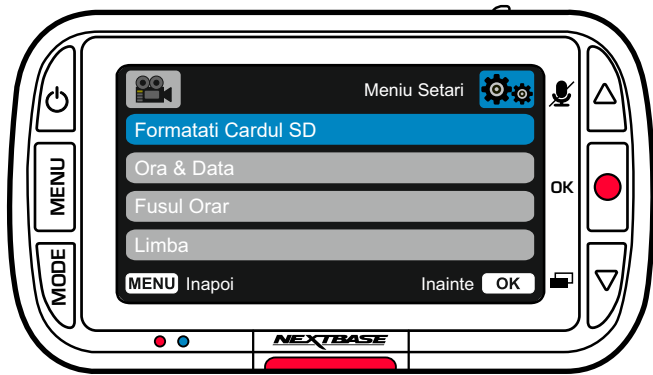 Meniu Setari
Formatati Cardul SD
Ora & Data
Fusul Orar
Limba
MENU Inapoi
Inainte OK
MENU
MODE
OK
NEXTBASE